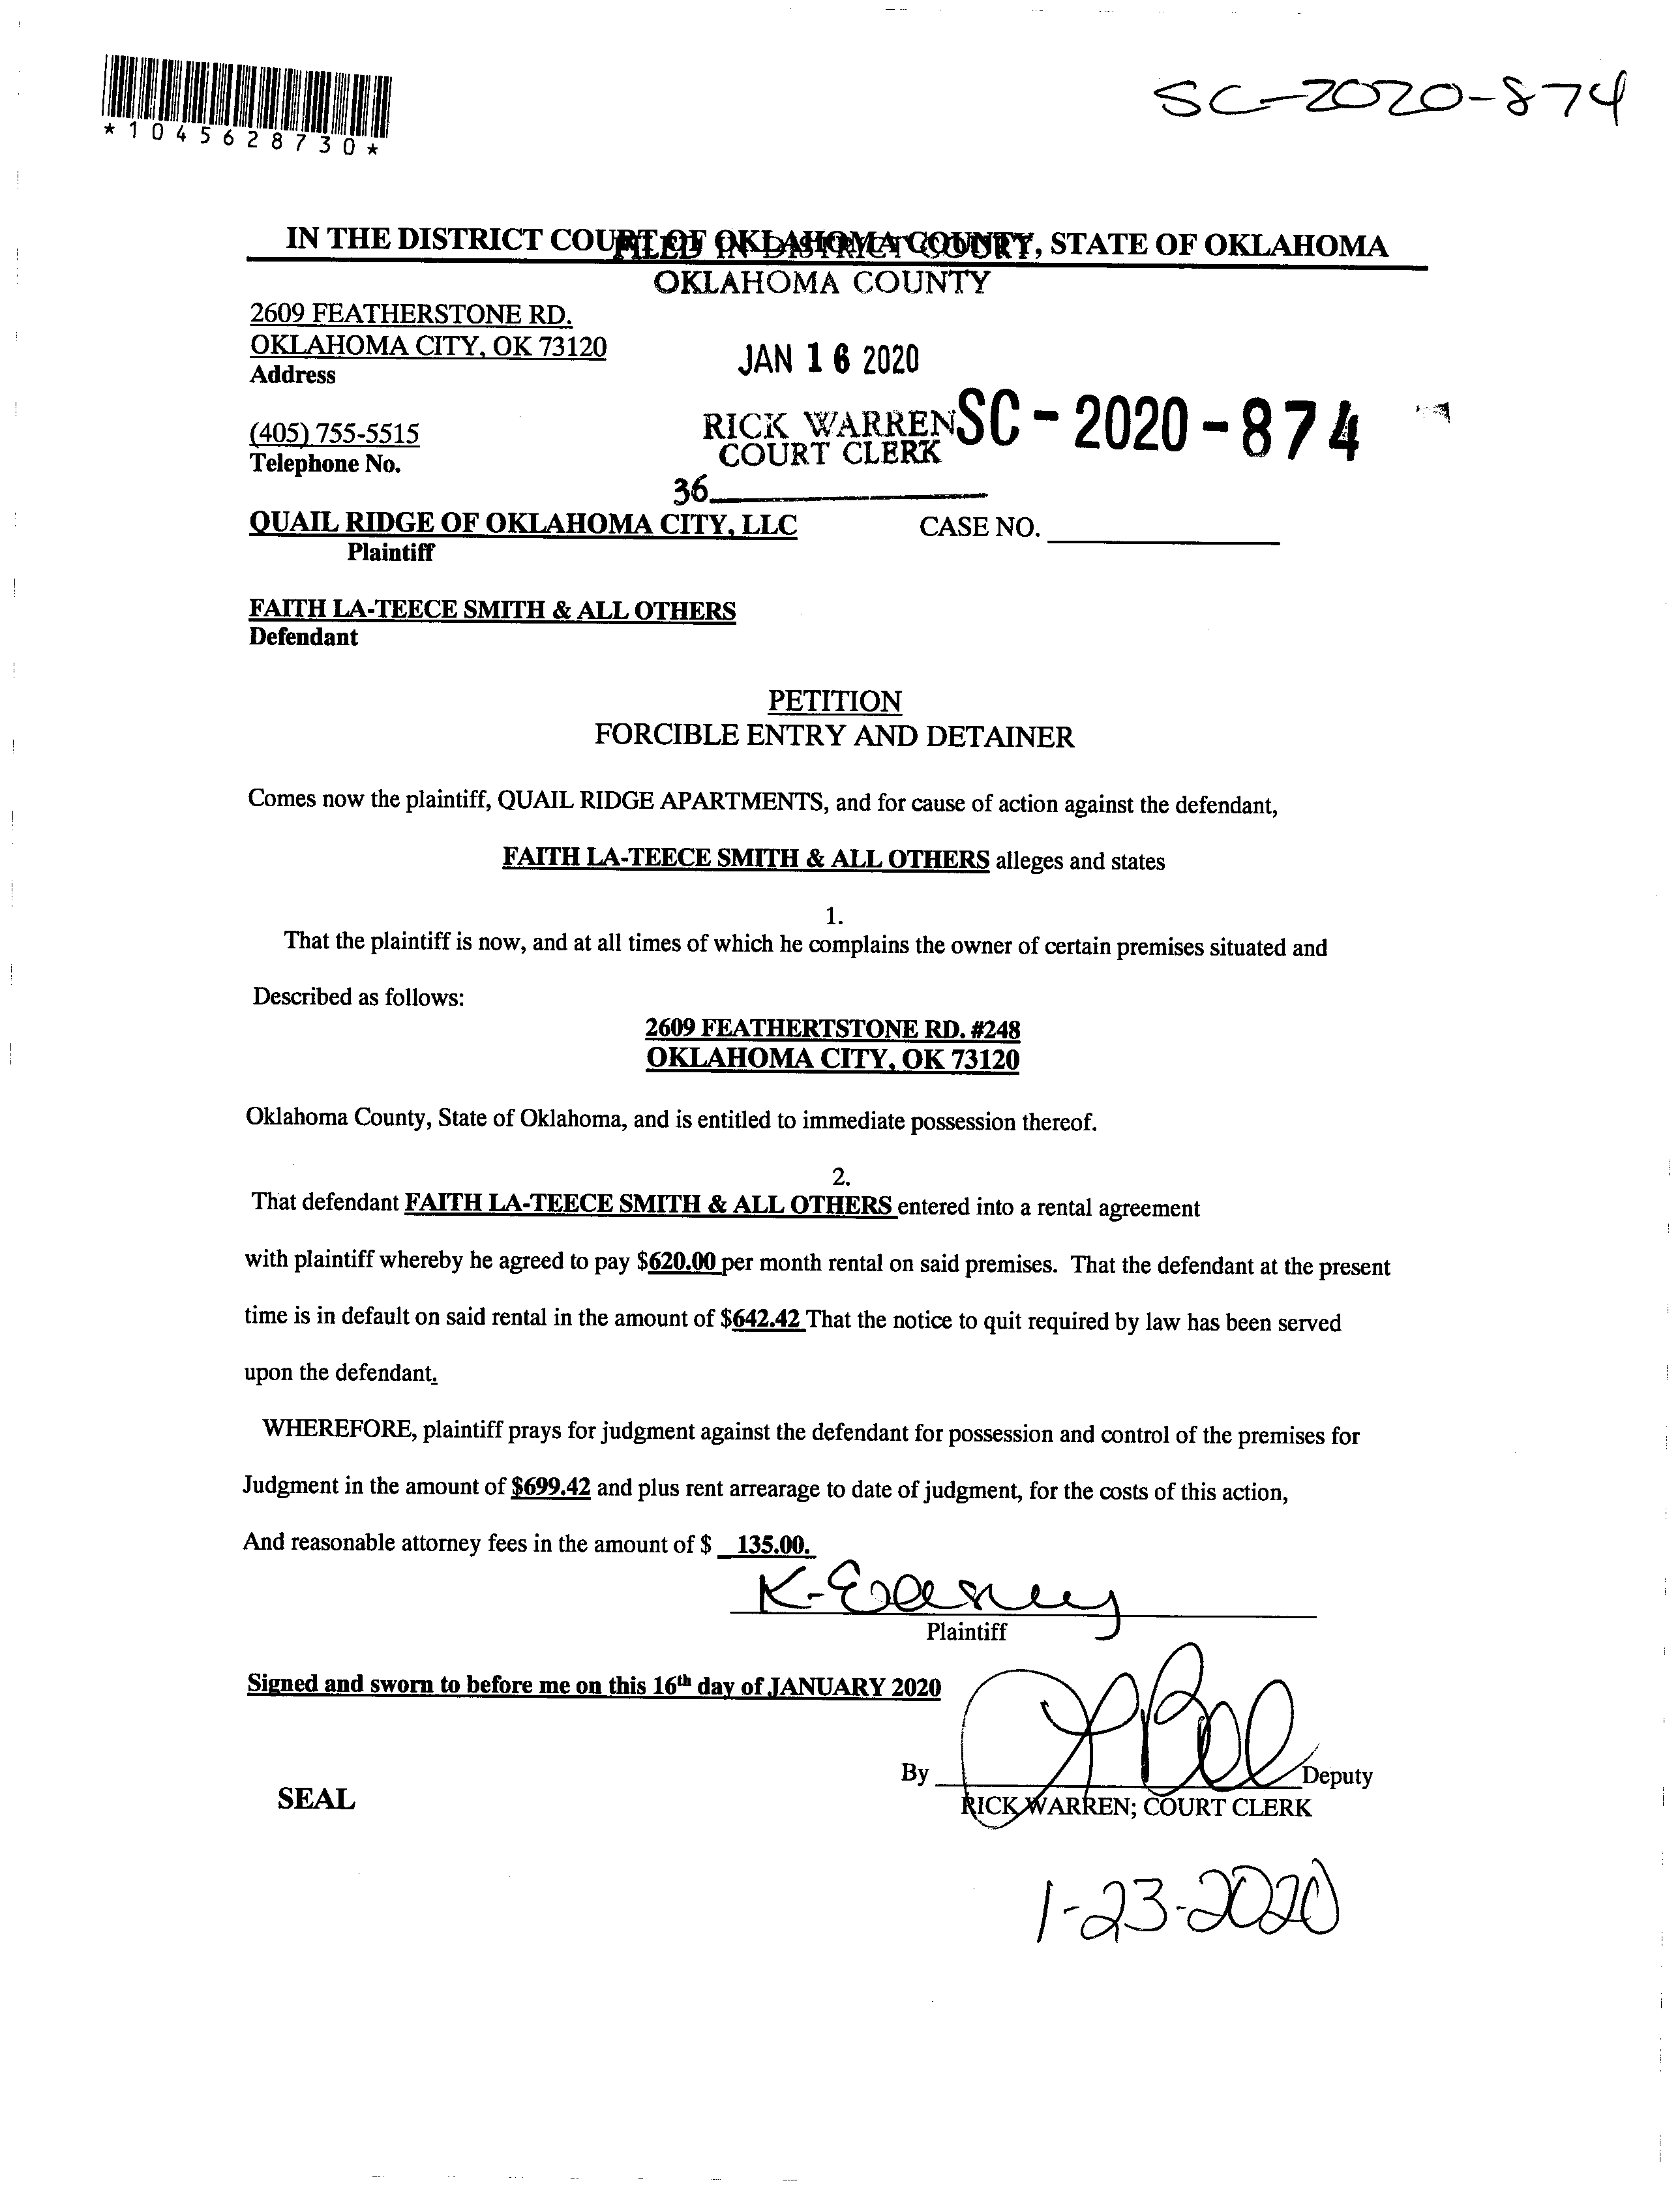 SC-2020-874
*1045628730*
IN THE DISTRICT COURT OF OKLAHOMA COUNTY, STATE OF OKLAHOMA
FILED IN DISTRICT COURT
OKLAHOMA COUNTY
2609 FEATHERSTONE RD.
OKLAHOMA CITY, OK 73120
Address
JAN 16 2020
(405) 755-5515
Telephone No.
RICK WARREN
COURT CLERK
SC-2020-874
36
QUAIL RIDGE OF OKLAHOMA CITY, LLC
Plaintiff
CASE NO.
FAITH LA-TEECE SMITH & ALL OTHERS
Defendant
PETITION
FORCIBLE ENTRY AND DETAINER
Comes now the plaintiff, QUAIL RIDGE APARTMENTS, and for cause of action against the defendant,
FAITH LA-TEECE SMITH & ALL OTHERS alleges and states
1.
That the plaintiff is now, and at all times of which he complains the owner of certain premises situated and
Described as follows:
2609 FEATHERTSTONE RD. #248
OKLAHOMA CITY, OK 73120
Oklahoma County, State of Oklahoma, and is entitled to immediate possession thereof.
2.
That defendant FAITH LA-TEECE SMITH & ALL OTHERS entered into a rental agreement
with plaintiff whereby he agreed to pay $620.00 per month rental on said premises. That the defendant at the present
time is in default on said rental in the amount of $642.42 That the notice to quit required by law has been served
upon the defendant.
WHEREFORE, plaintiff prays for judgment against the defendant for possession and control of the premises for
Judgment in the amount of $699.42 and plus rent arrearage to date of judgment, for the costs of this action,
And reasonable attorney fees in the amount of $ 135.00.
Plaintiff
Signed and sworn to before me on this 16th day of JANUARY 2020
By
Deputy
SEAL
RICK WARREN; COURT CLERK
1-23-2020